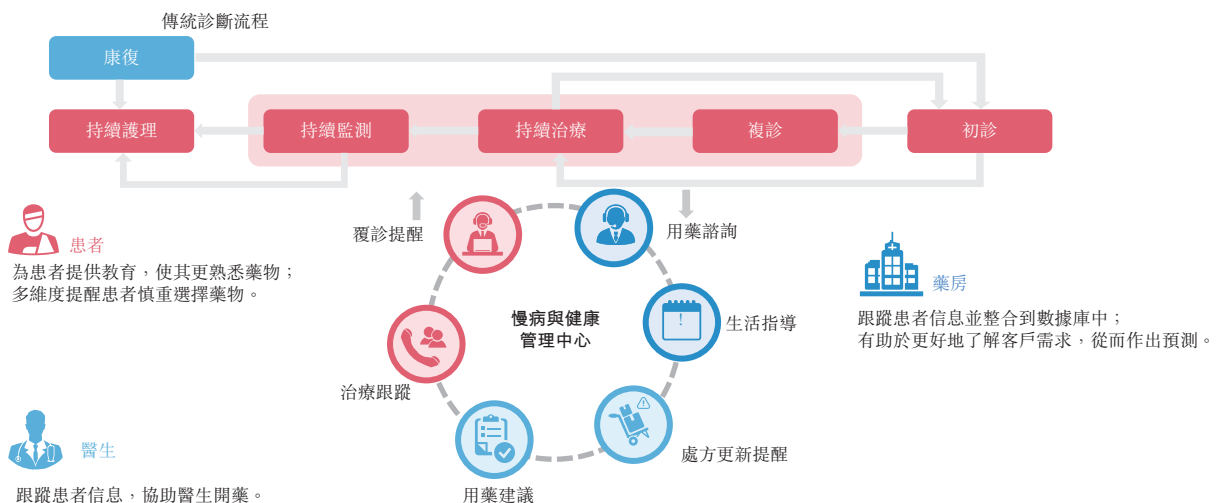 傳統診斷流程
康復
持續護理
持續監測
持續治療
複診
初診
患者
為患者提供教育，使其更熟悉藥物；
多維度提醒患者慎重選擇藥物。
覆診提醒
用藥諮詢
藥房
跟蹤患者信息並整合到數據庫中；
有助於更好地了解客戶需求，從而作出預測。
慢病與健康
管理中心
生活指導
治療跟蹤
處方更新提醒
用藥建議
醫生
跟蹤患者信息，協助醫生開藥。